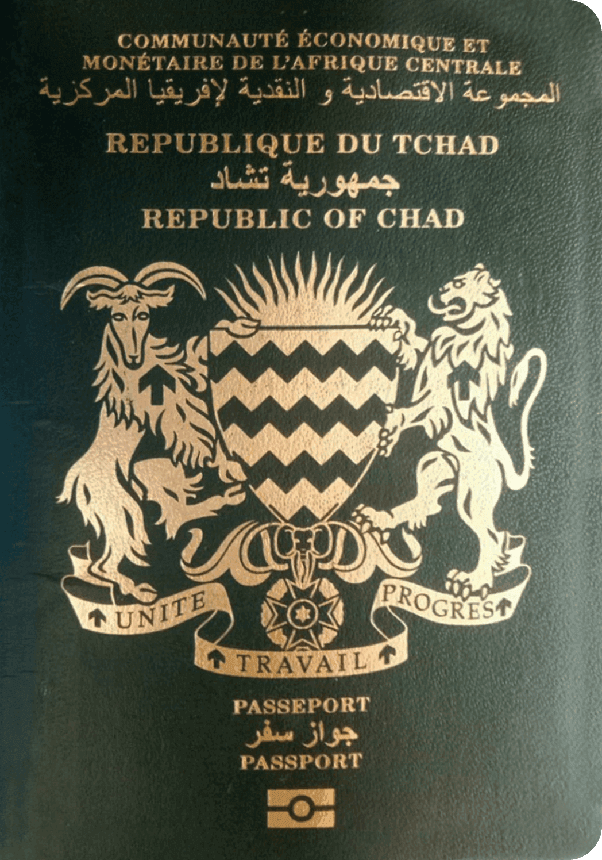 COMMUNAUTÉ ÉCONOMIQUE ET
MONÉTAIRE DE L'AFRIQUE CENTRALE
المجموعة الاقتصادية و النقدية لإفريقيا المركزية
REPUBLIQUE DU TCHAD
جمهورية تشاد
REPUBLIC OF CHAD
UNITE
TRAVAIL
PROGRES
PASSEPORT
جواز سفر
PASSPORT